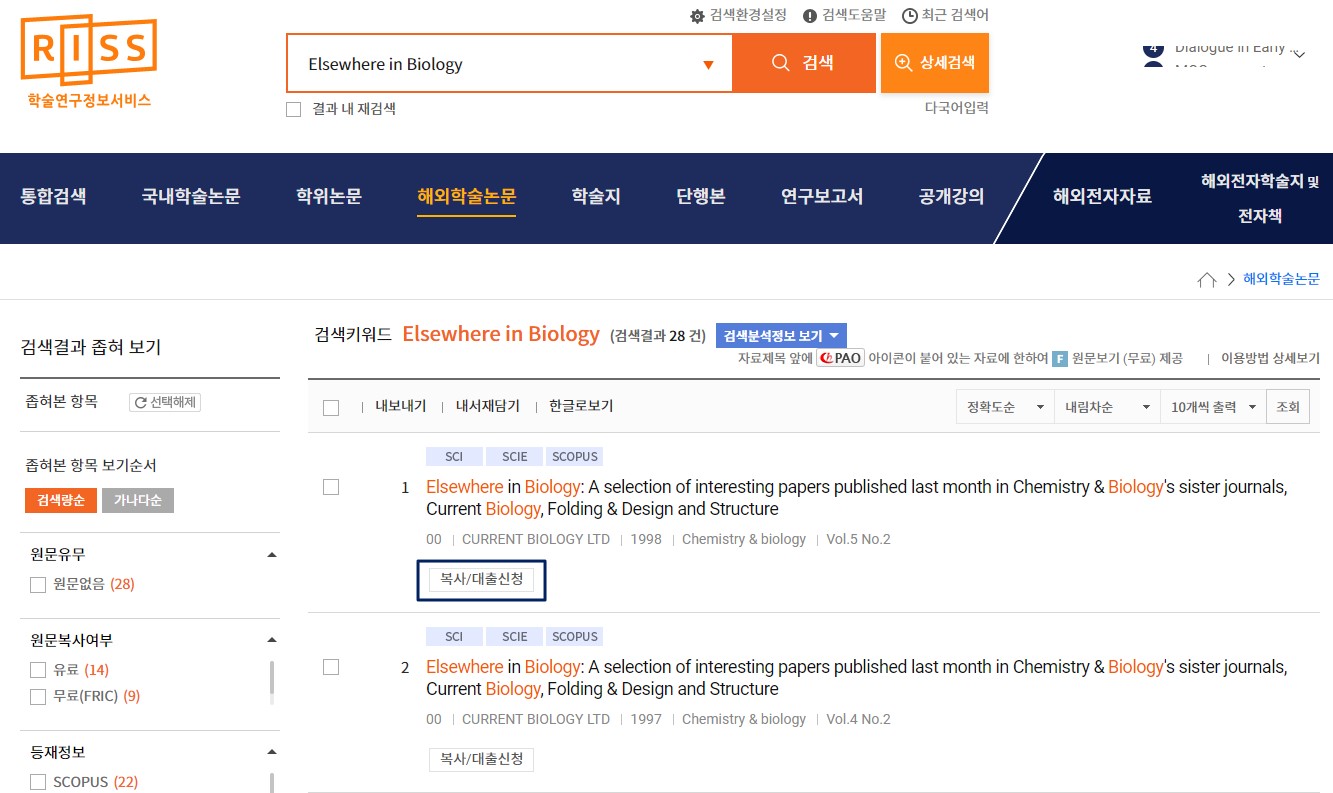 RISS
학술연구정보서비스
검색환경설정 검색도움말 최근 검색어
Elsewhere in Biology
검색 상세검색
결과 내 재검색
다국어입력
4 Dialogue in Early ...
통합검색 국내학술논문 학위논문 해외학술논문 학술지 단행본 연구보고서 공개강의 해외전자자료 해외전자학술지 및
전자책
해외학술논문
검색결과 좁혀 보기
좁혀본 항목 선택해제
좁혀본 항목 보기순서
검색량순 가나다순
원문유무
원문없음 (28)
원문복사여부
유료 (14)
무료(FRIC) (9)
등재정보
SCOPUS (22)
검색키워드 Elsewhere in Biology (검색결과 28 건) 검색분석정보 보기
자료제목 앞에 ChPAO 아이콘이 붙어 있는 자료에 한하여 F 원문보기 (무료) 제공 | 이용방법 상세보기
| 내보내기 | 내서재담기 | 한글로보기 정확도순 내림차순 10개씩 출력 조회
SCI SCIE SCOPUS
1 Elsewhere in Biology: A selection of interesting papers published last month in Chemistry & Biology's sister journals,
Current Biology, Folding & Design and Structure
00 | CURRENT BIOLOGY LTD | 1998 | Chemistry & biology | Vol.5 No.2
복사/대출신청
SCI SCIE SCOPUS
2 Elsewhere in Biology: A selection of interesting papers published last month in Chemistry & Biology's sister journals,
Current Biology, Folding & Design and Structure
00 | CURRENT BIOLOGY LTD | 1997 | Chemistry & biology | Vol.4 No.2
복사/대출신청